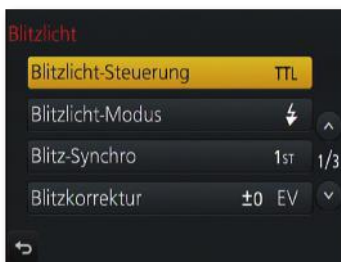 Blitzlicht
Blitzlicht-Steuerung TTL
Blitzlicht-Modus
Blitz-Synchro 1ST
1/3
Blitzkorrektur ±0 EV